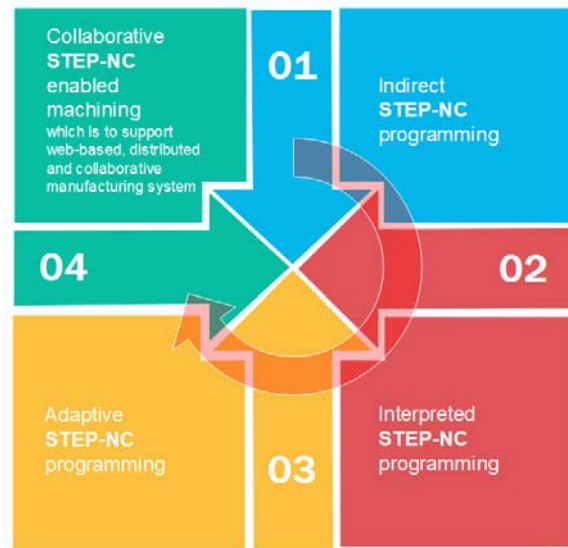 Collaborative
STEP-NC
enabled
machining
which is to support
web-based, distributed
and collaborative
manufacturing system
01
Indirect
STEP-NC
programming
04
02
Adaptive
STEP-NC
programming
03
Interpreted
STEP-NC
programming